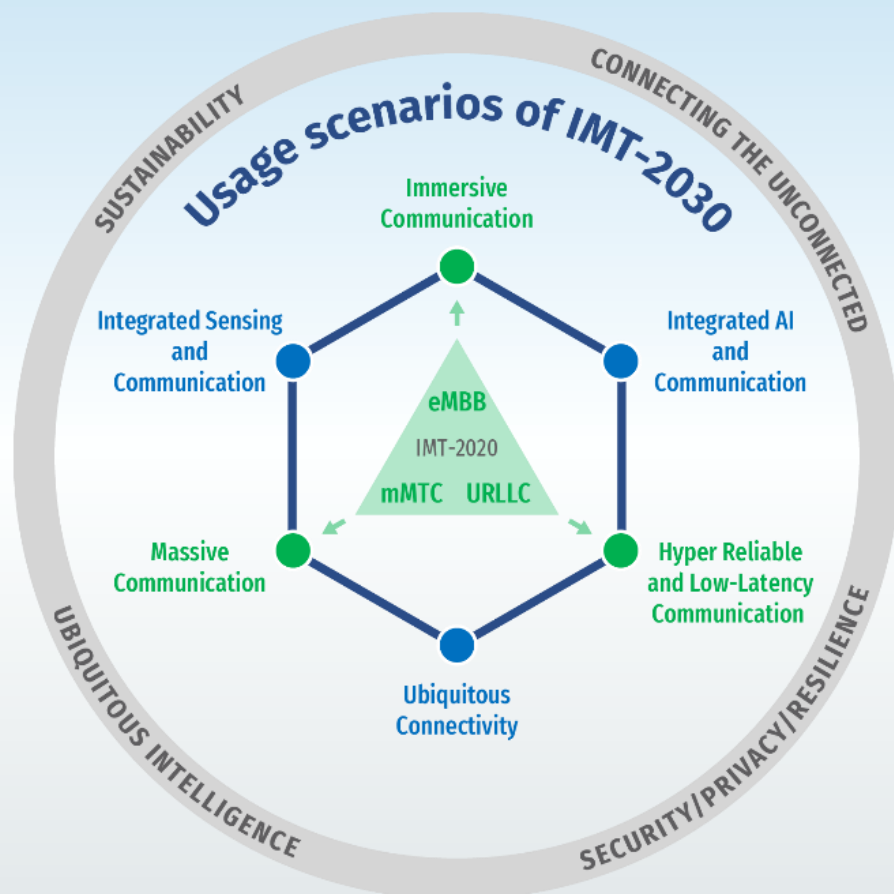 SUSTAINABILITY
CONNECTING THE UNCONNECTED
Usage scenarios of IMT-2030
Immersive
Communication
Integrated Sensing
and
Communication
Integrated AI
and
Communication
eMBB
IMT-2020
mMTC URLLC
Massive
Communication
Hyper Reliable
and Low-Latency
Communication
Ubiquitous
Connectivity
UBIQUITOUS INTELLIGENCE
SECURITY/PRIVACY/RESILIENCE